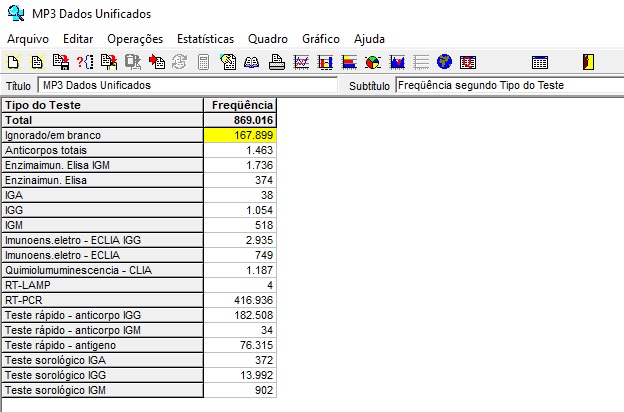 MP3 Dados Unificados
Arquivo Editar Operações Estatísticas Quadro Gráfico Ajuda
Título MP3 Dados Unificados Subtítulo Freqüência segundo Tipo do Teste
Tipo do Teste Freqüência
Total 869.016
Ignorado/em branco 167.899
Anticorpos totais 1.463
Enzimaimun. Elisa IGM 1.736
Enzinaimun. Elisa 374
IGA 38
IGG 1.054
IGM 518
Imunoens.eletro - ECLIA IGG 2.935
Imunoens.eletro - ECLIA 749
Quimiolumuminescencia - CLIA 1.187
RT-LAMP 4
RT-PCR 416.936
Teste rápido - anticorpo IGG 182.508
Teste rápido - anticorpo IGM 34
Teste rápido - antigeno 76.315
Teste sorológico IGA 372
Teste sorológico IGG 13.992
Teste sorológico IGM 902